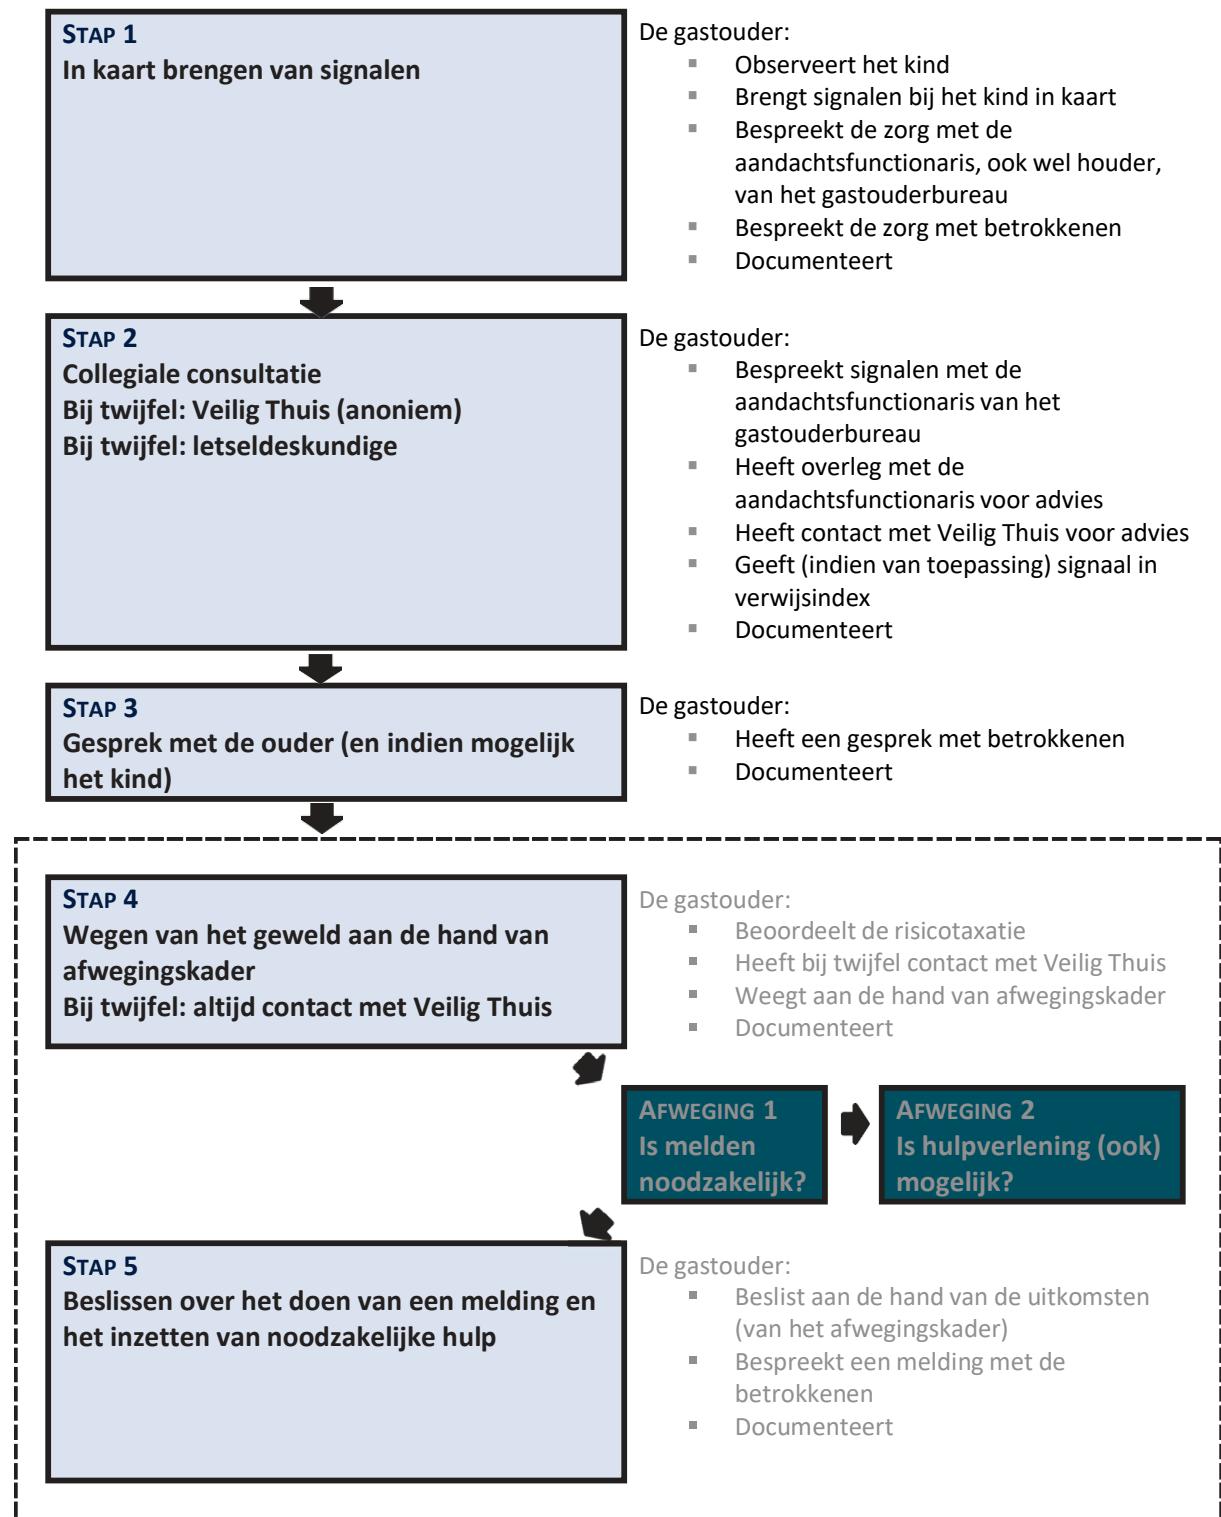 STAP 1
In kaart brengen van signalen
De gastouder:
▪ Observeert het kind
▪ Brengt signalen bij het kind in kaart
▪ Bespreekt de zorg met de
aandachtsfunctionaris, ook wel houder,
van het gastouderbureau
▪ Bespreekt de zorg met betrokkenen
▪ Documenteert
STAP 2
Collegiale consultatie
Bij twijfel: Veilig Thuis (anoniem)
Bij twijfel: letseldeskundige
De gastouder:
▪ Bespreekt signalen met de
aandachtsfunctionaris van het
gastouderbureau
▪ Heeft overleg met de
aandachtsfunctionaris voor advies
▪ Heeft contact met Veilig Thuis voor advies
▪ Geeft (indien van toepassing) signaal in
verwijsindex
▪ Documenteert
STAP 3
Gesprek met de ouder (en indien mogelijk
het kind)
De gastouder:
▪ Heeft een gesprek met betrokkenen
▪ Documenteert
STAP 4
Wegen van het geweld aan de hand van
afwegingskader
Bij twijfel: altijd contact met Veilig Thuis
De gastouder:
▪ Beoordeelt de risicotaxatie
▪ Heeft bij twijfel contact met Veilig Thuis
▪ Weegt aan de hand van afwegingskader
▪ Documenteert
AFWEGING 1
Is melden
noodzakelijk?
AFWEGING 2
Is hulpverlening (ook)
mogelijk?
STAP 5
Beslissen over het doen van een melding en
het inzetten van noodzakelijke hulp
De gastouder:
▪ Beslist aan de hand van de uitkomsten
(van het afwegingskader)
▪ Bespreekt een melding met de
betrokkenen
▪ Documenteert